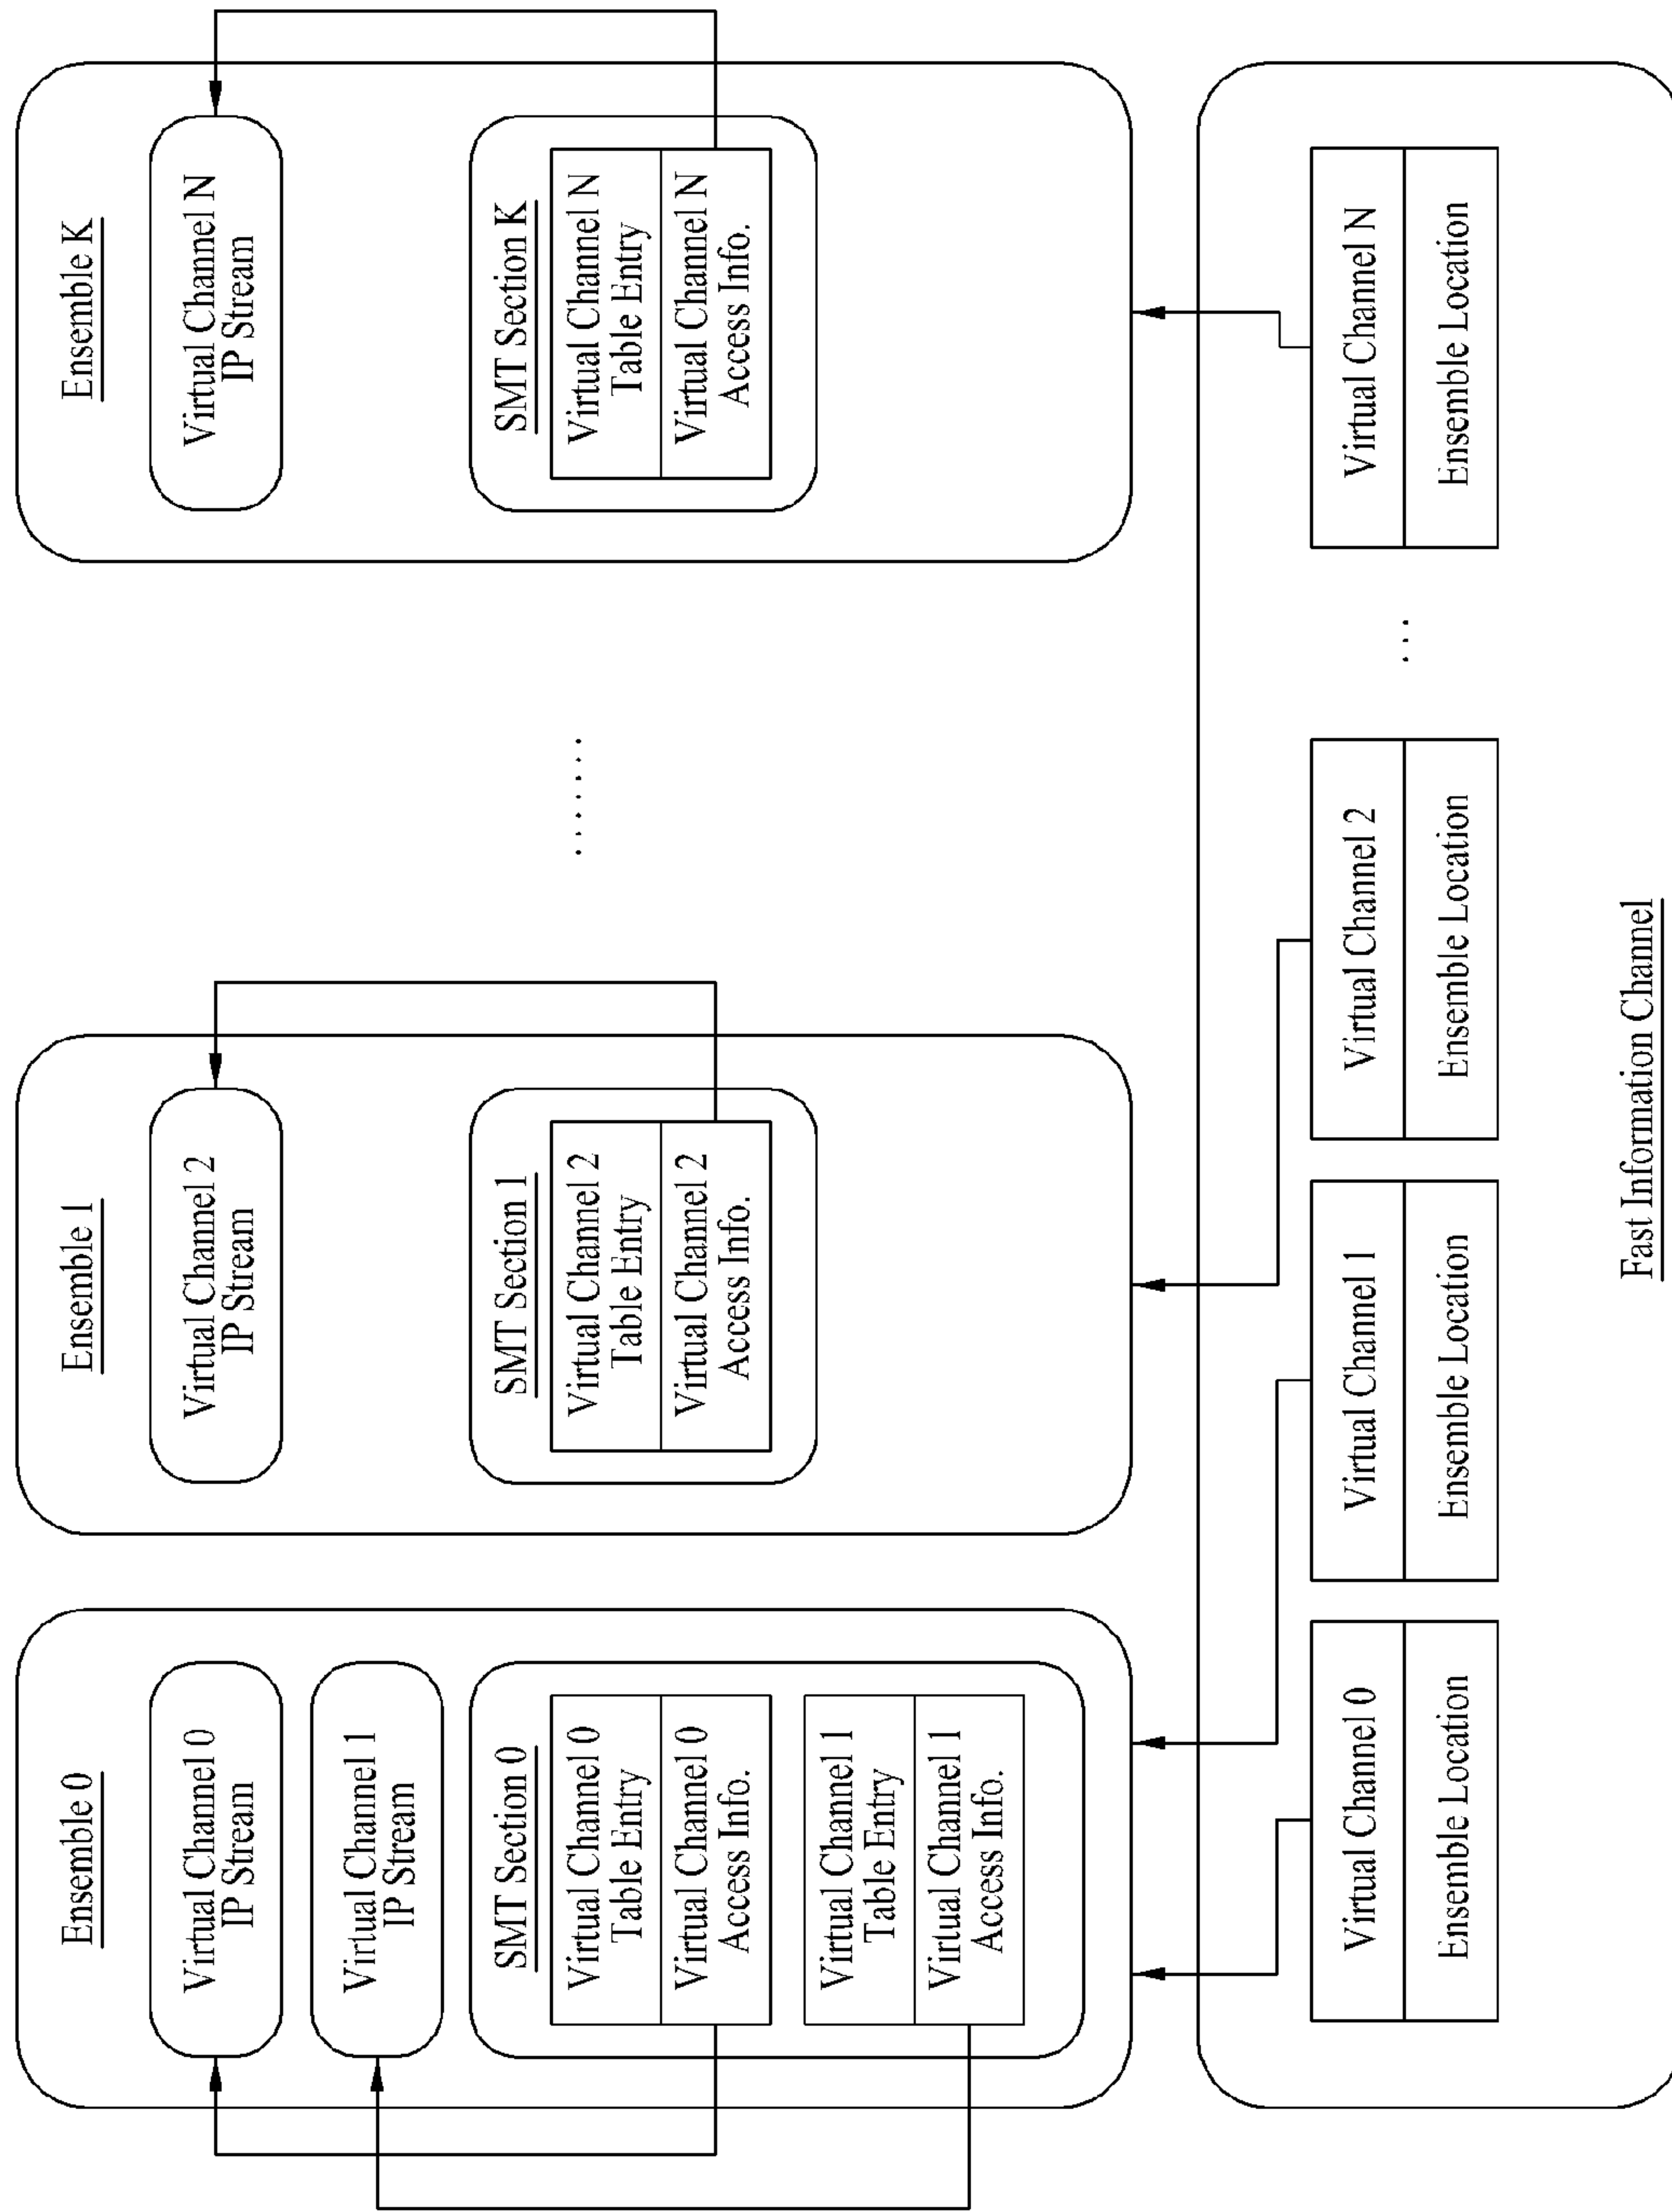 Ensemble 0
Virtual Channel 0
IP Stream
Virtual Channel 1
IP Stream
SMT Section 0
Virtual Channel 0
Table Entry
Virtual Channel 0
Access Info.
Virtual Channel 1
Table Entry
Virtual Channel 1
Access Info.
Ensemble 1
Virtual Channel 2
IP Stream
SMT Section 1
Virtual Channel 2
Table Entry
Virtual Channel 2
Access Info.
.......
Ensemble K
Virtual Channel N
IP Stream
SMT Section K
Virtual Channel N
Table Entry
Virtual Channel N
Access Info.
Virtual Channel 0
Ensemble Location
Virtual Channel 1
Ensemble Location
Virtual Channel 2
Ensemble Location
...
Virtual Channel N
Ensemble Location
Fast Information Channel